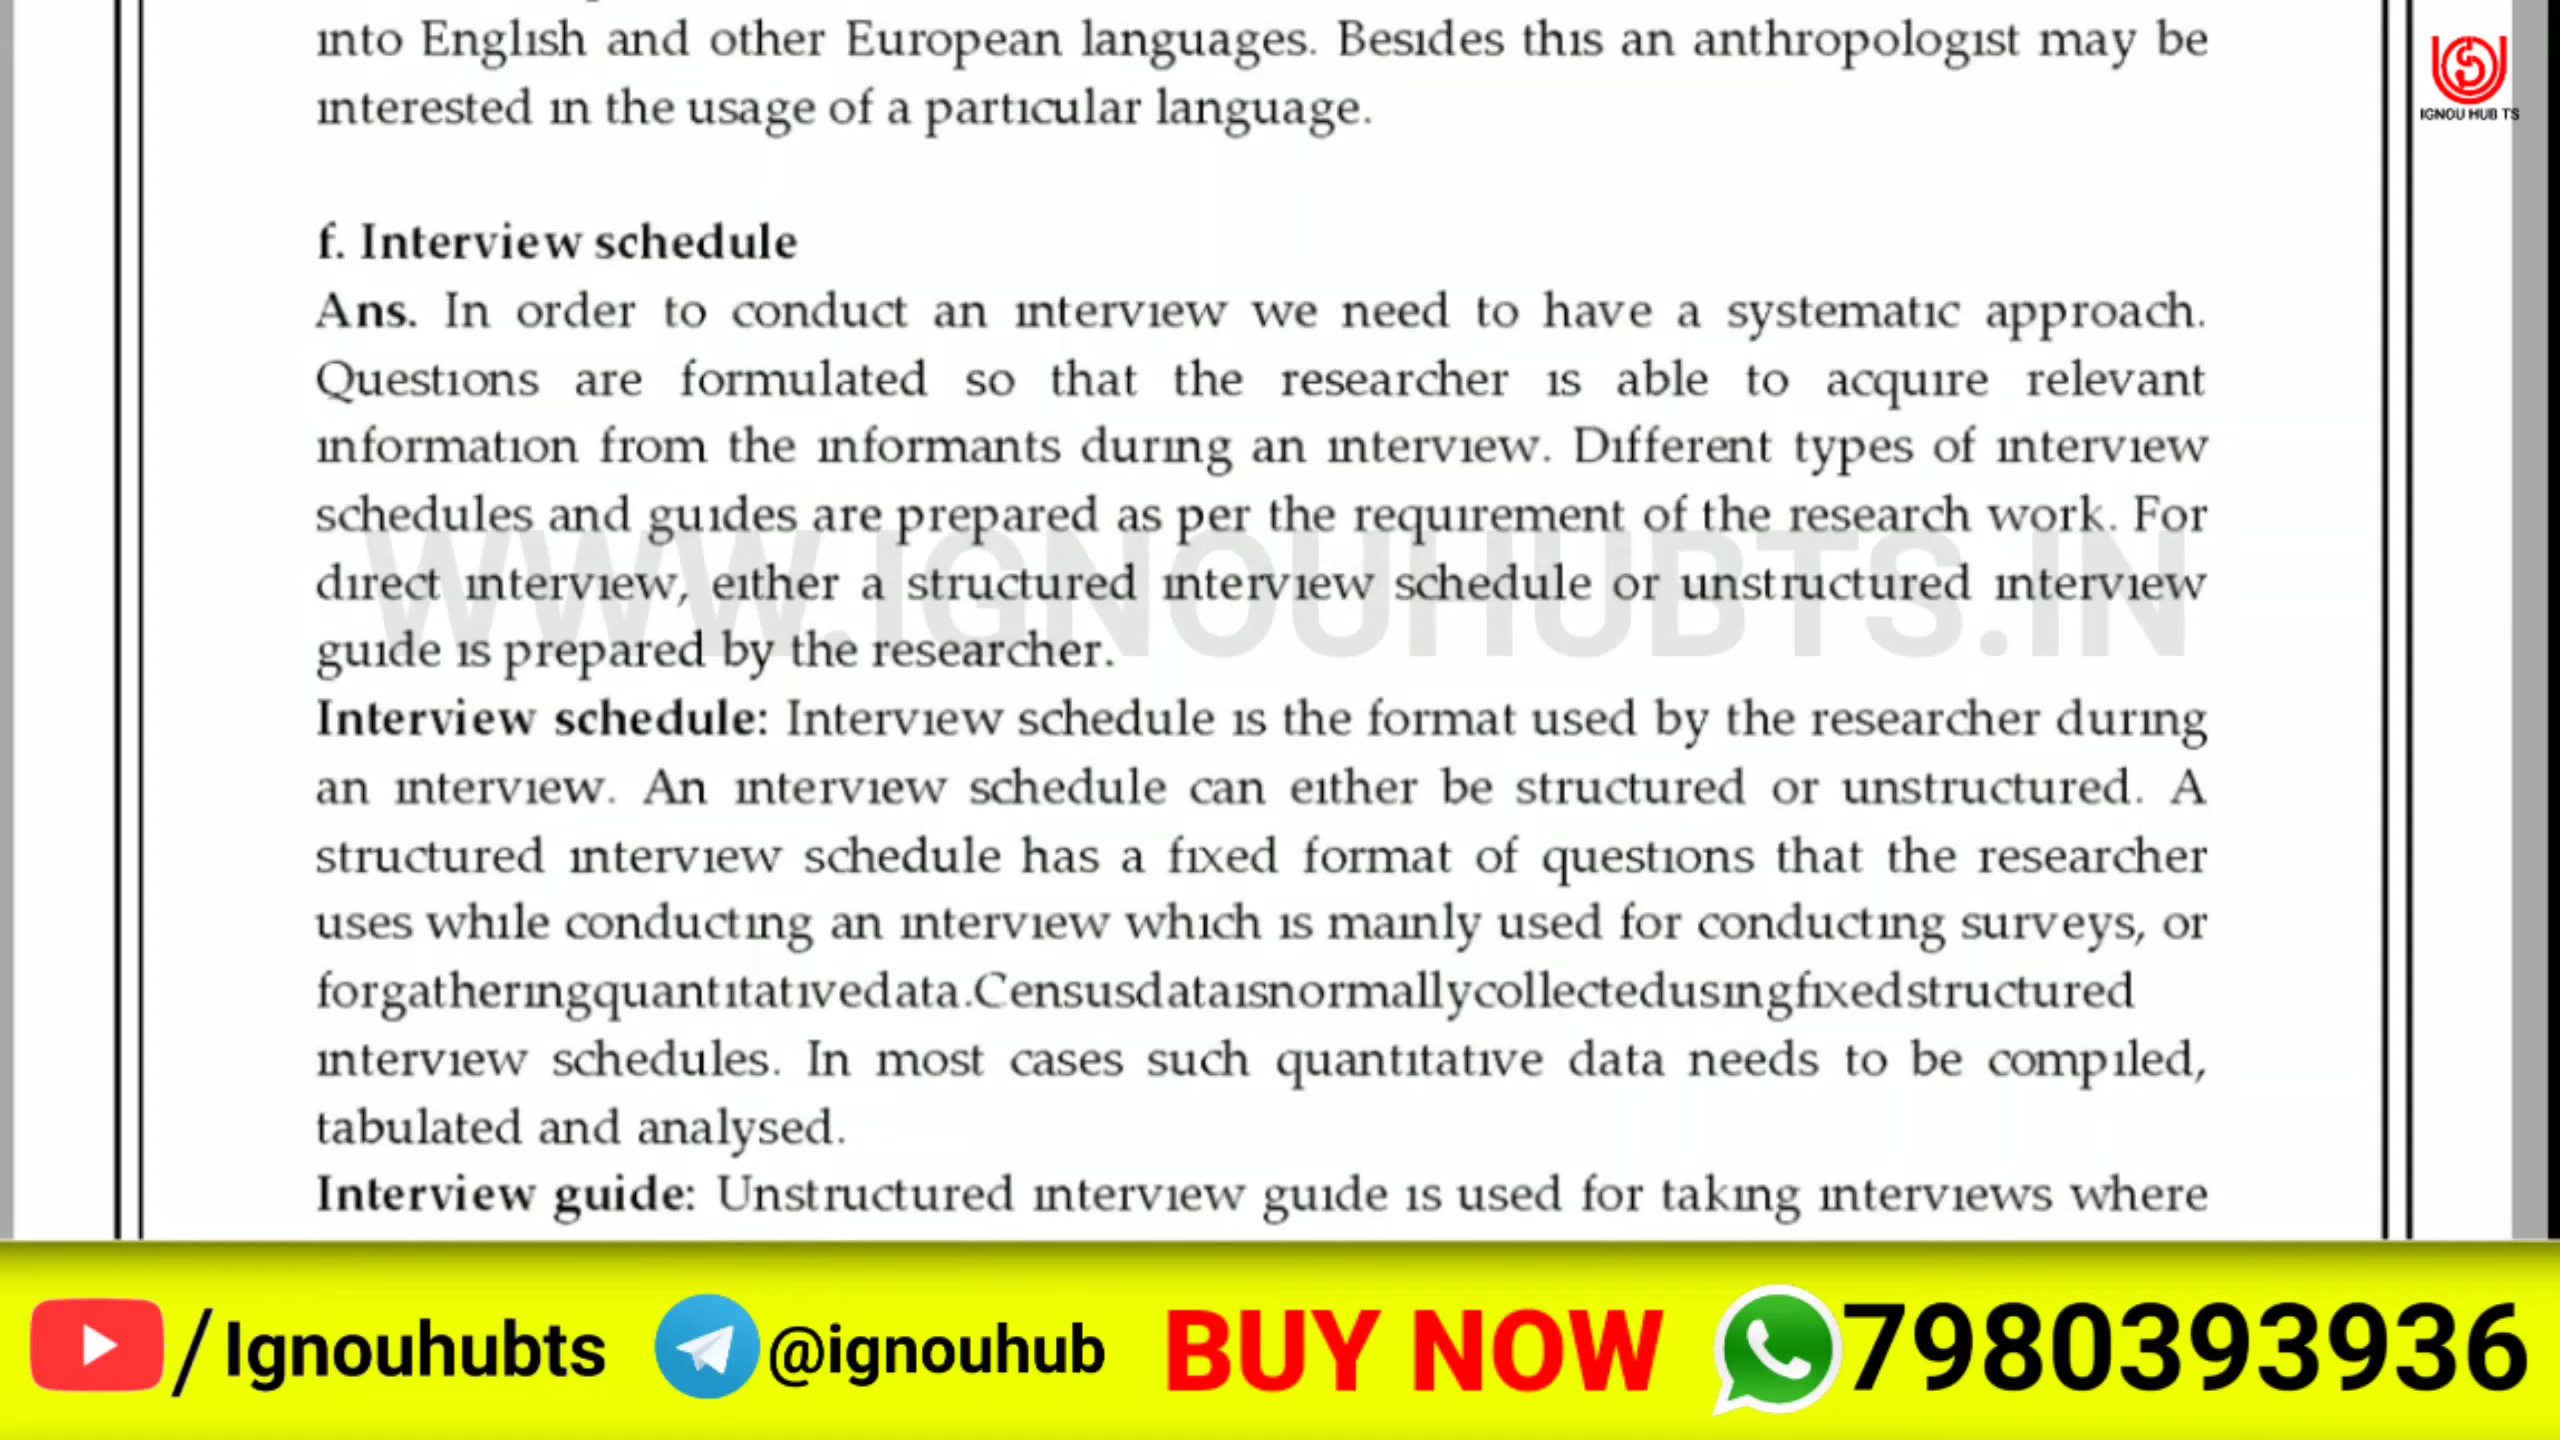 into English and other European languages. Besides this an anthropologist may be
interested in the usage of a particular language.
IGNOU HUB TS
f. Interview schedule
Ans. In order to conduct an interview we need to have a systematic approach.
Questions are formulated so that the researcher is able to acquire relevant
information from the informants during an interview. Different types of interview
schedules and guides are prepared as per the requirement of the research work. For
direct interview, either a structured interview schedule or unstructured interview
guide is prepared by the researcher.
WWW.IGNOUHUBTS.IN
Interview schedule: Interview schedule is the format used by the researcher during
an interview. An interview schedule can either be structured or unstructured. A
structured interview schedule has a fixed format of questions that the researcher
uses while conducting an interview which is mainly used for conducting surveys, or
forgatheringquantitativedata.Censusdataisnormallycollectedusingfixedstructured
interview schedules. In most cases such quantitative data needs to be compiled,
tabulated and analysed.
Interview guide: Unstructured interview guide is used for taking interviews where
/Ignouhubts @ignouhub BUY NOW 7980393936